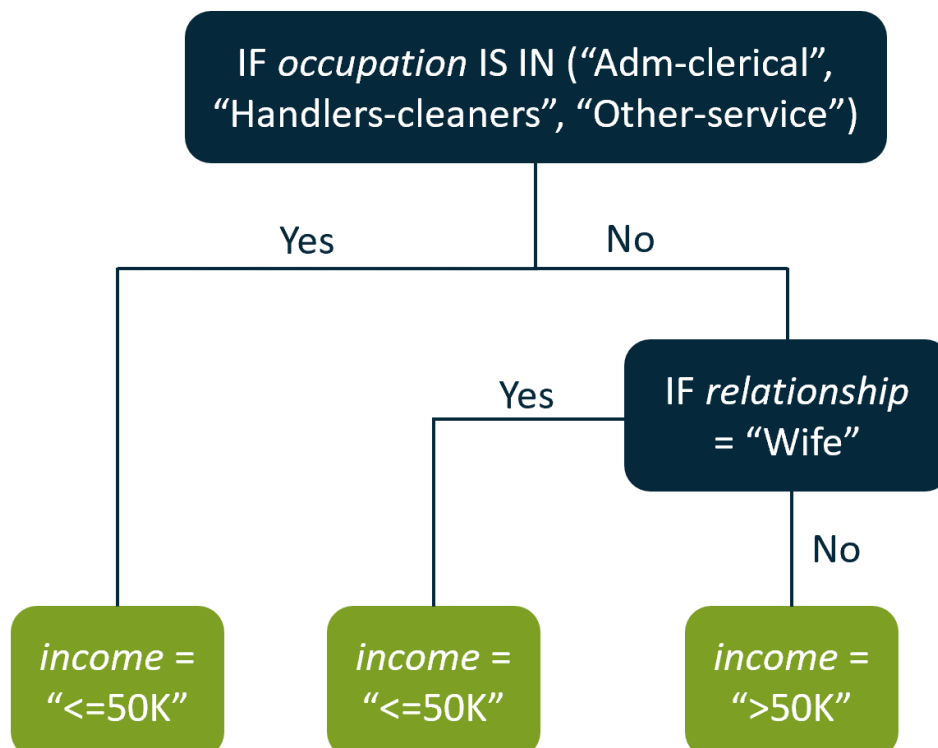 IF occupation IS IN (“Adm-clerical”,
“Handlers-cleaners”, “Other-service”)
Yes
No
IF relationship
= “Wife”
Yes
No
income =
“<=50K”
income =
“<=50K”
income =
“>50K”